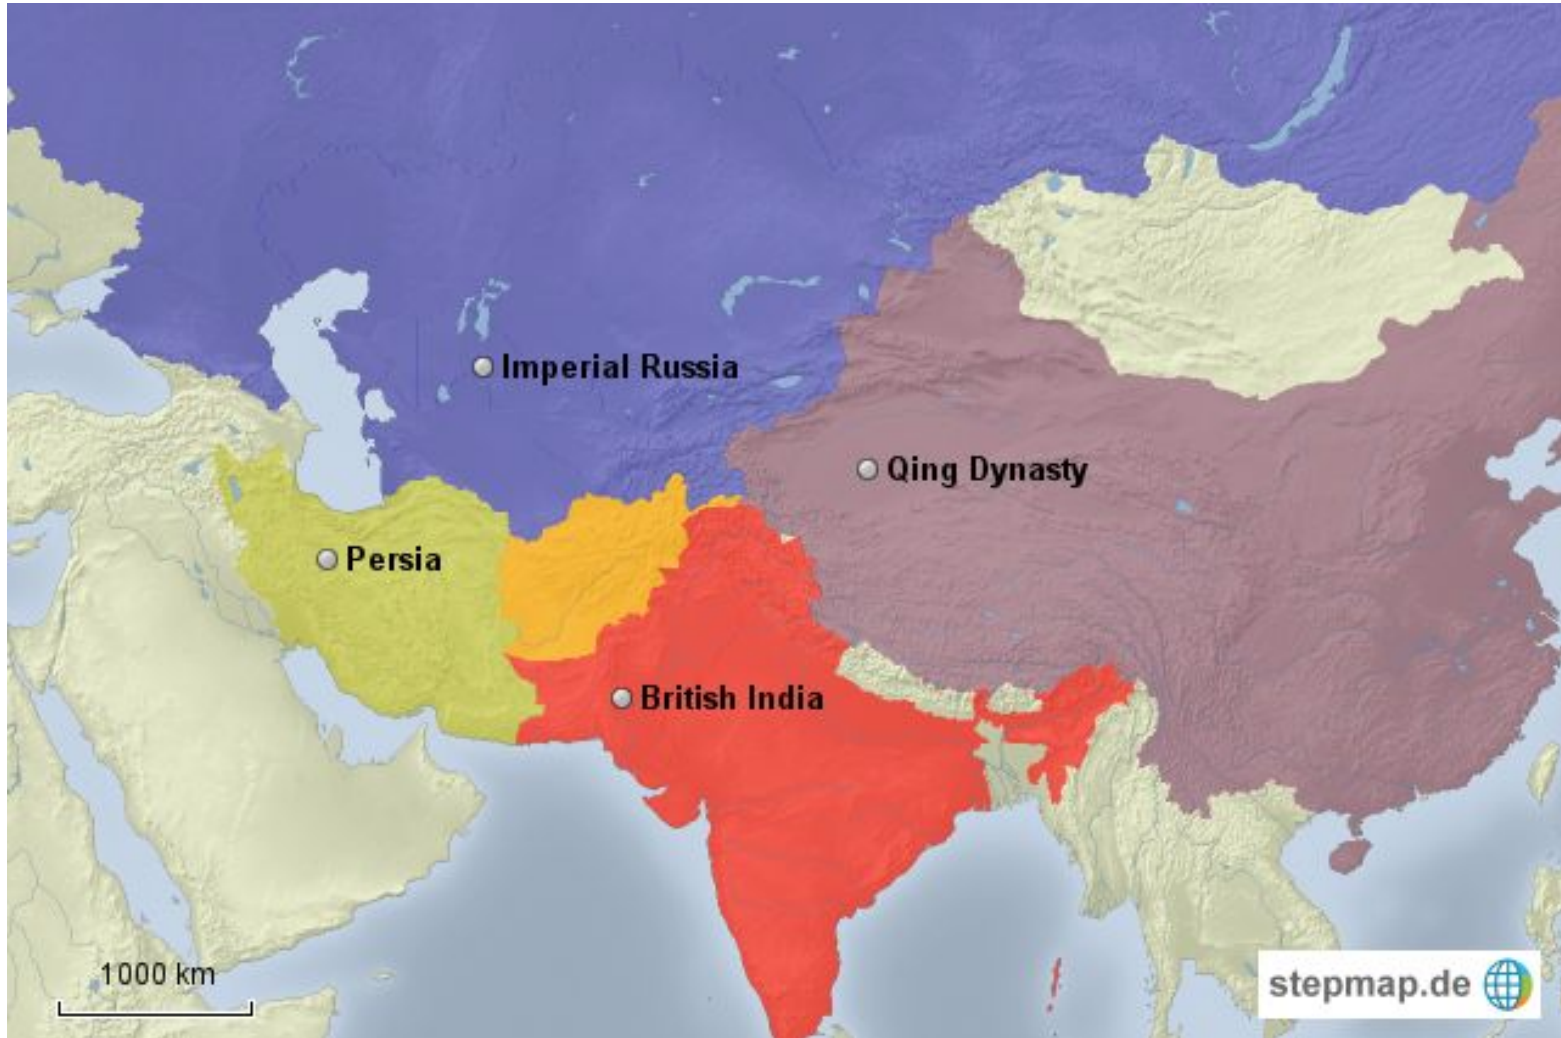 Imperial Russia
Qing Dynasty
Persia
British India
1000 km
stepmap.de